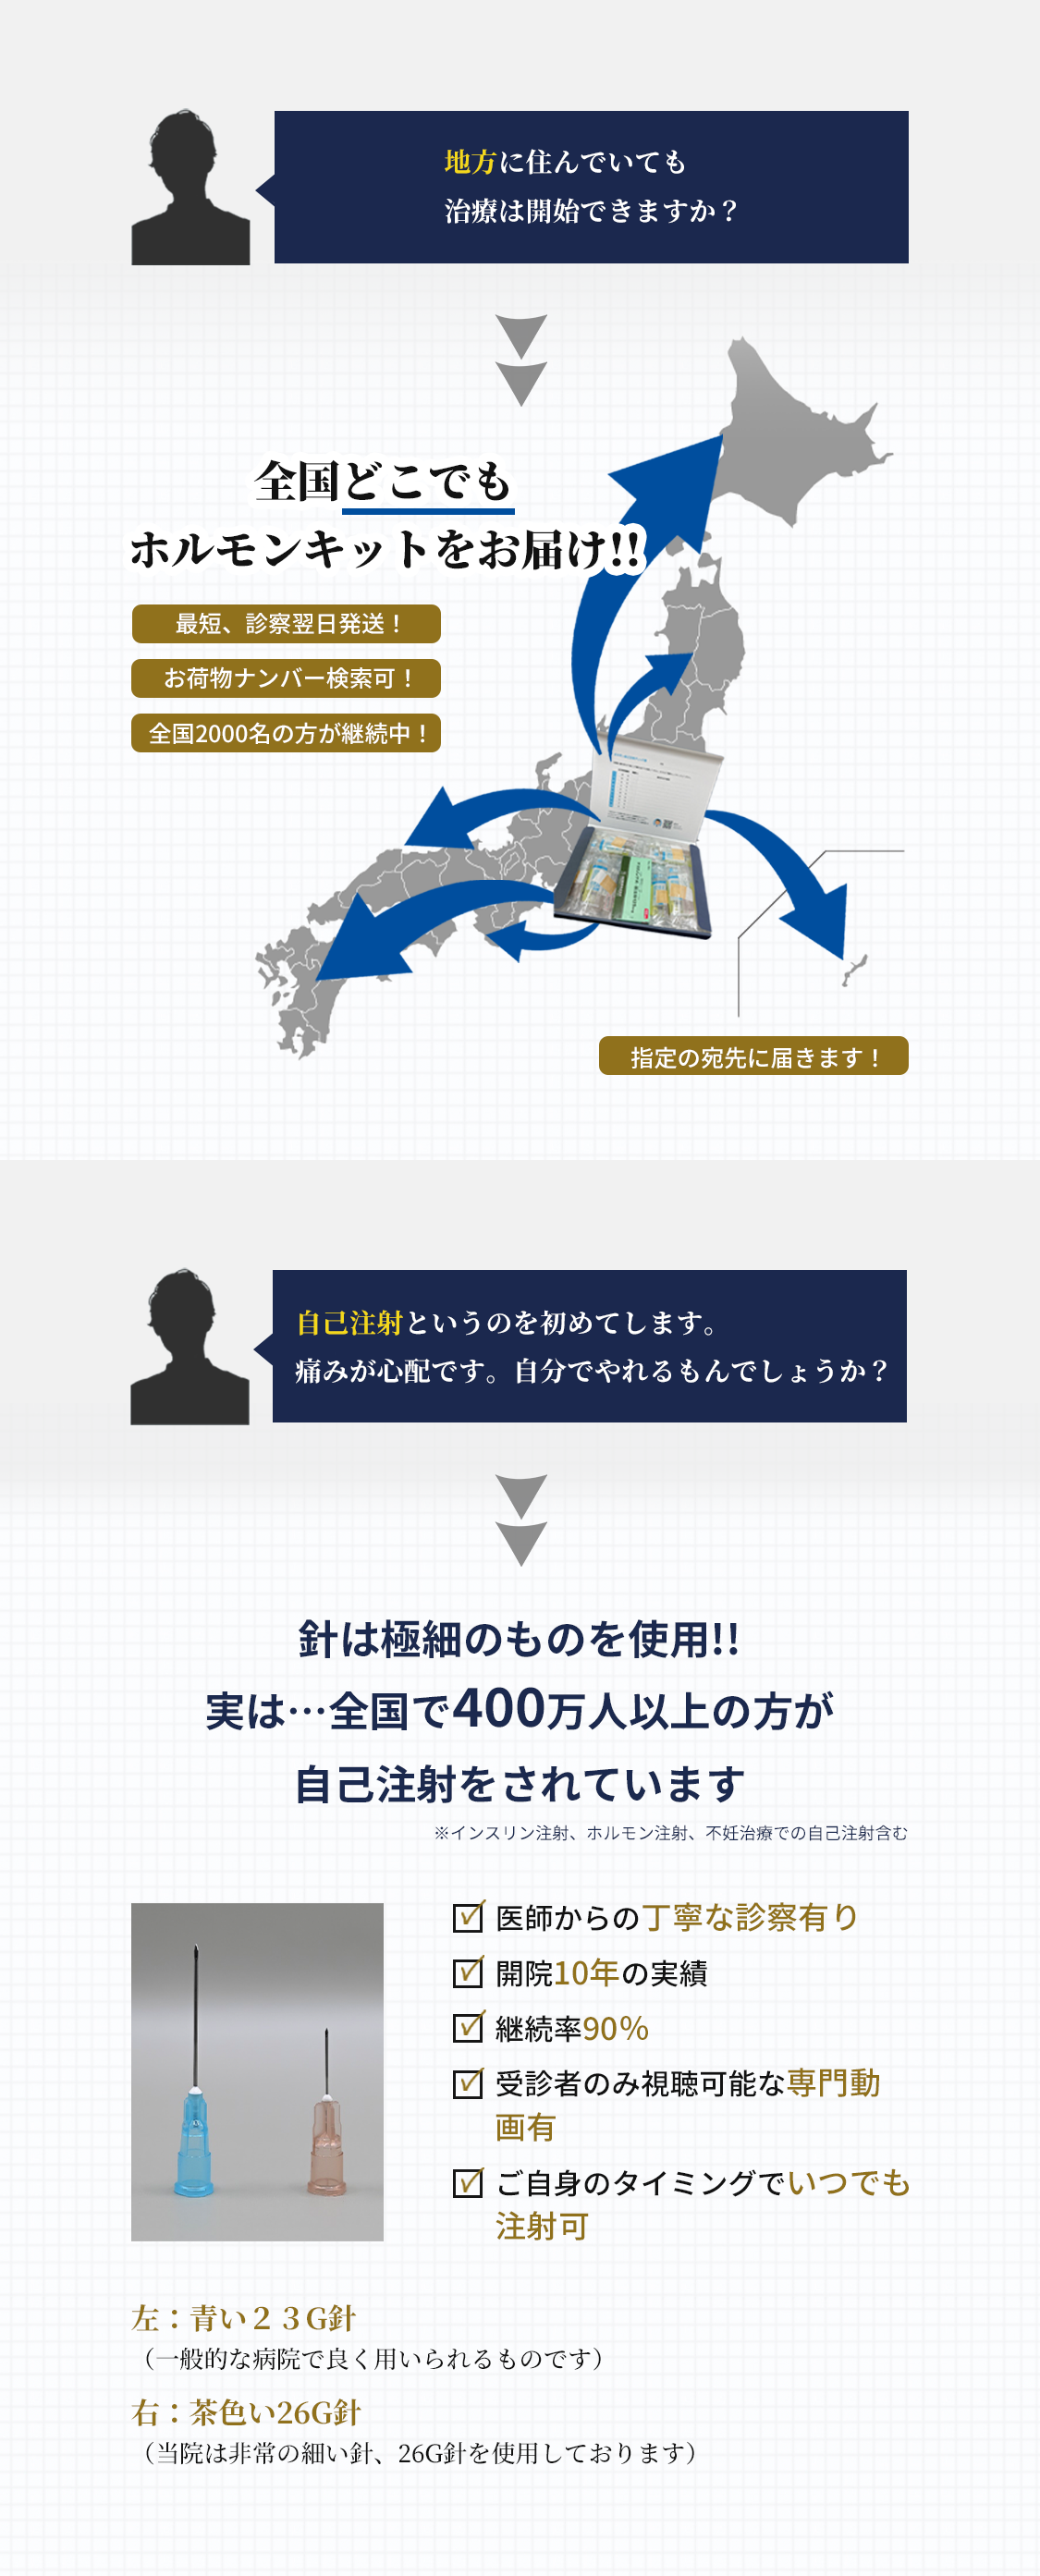 地方に住んでいても
治療は開始できますか？
全国どこでも
ホルモンキットをお届け!!
最短、診察翌日発送！
お荷物ナンバー検索可！
全国2000名の方が継続中！
指定の宛先に届きます！
自己注射というのを初めてします。
痛みが心配です。自分でやれるもんでしょうか？
針は極細のものを使用!!
実は…全国で400万人以上の方が
自己注射をされています
※インスリン注射、ホルモン注射、不妊治療での自己注射含む
医師からの丁寧な診察有り
開院10年の実績
継続率90％
受診者のみ視聴可能な専門動
画有
ご自身のタイミングでいつでも
注射可
左：青い２３G針
（一般的な病院で良く用いられるものです）
右：茶色い26G針
（当院は非常の細い針、26G針を使用しております）